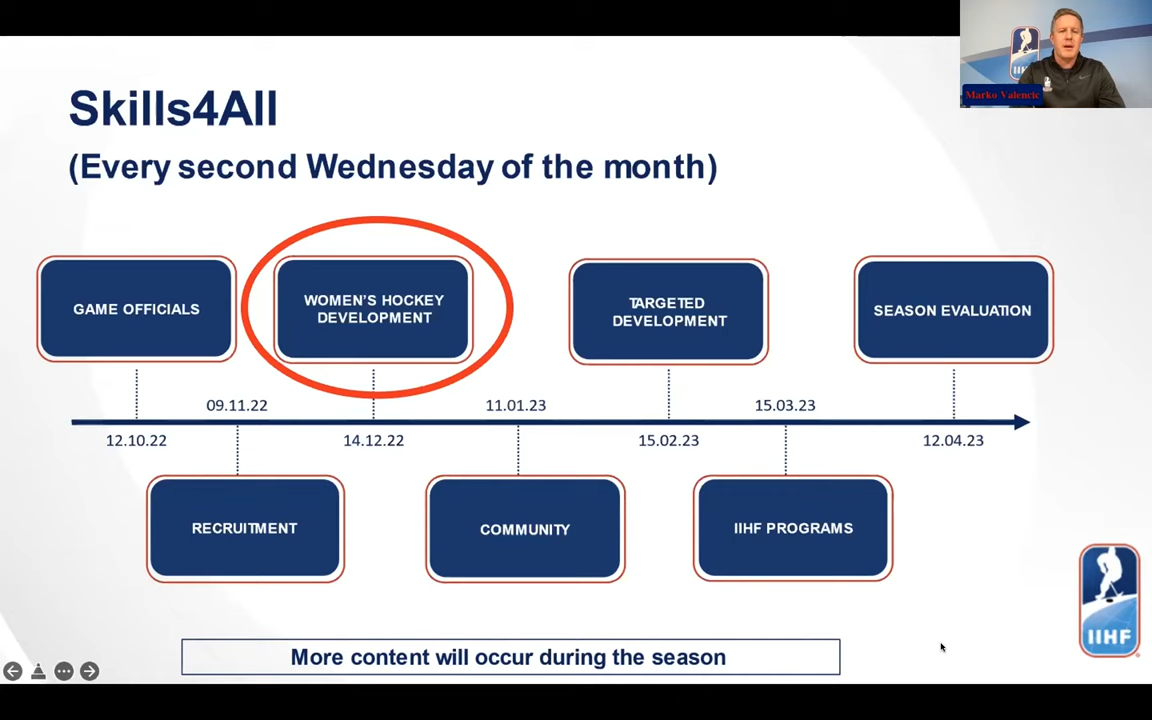 Skills4All
(Every second Wednesday of the month)
IIHF
Marko Valencic
GAME OFFICIALS
WOMEN'S HOCKEY
DEVELOPMENT
TARGETED
DEVELOPMENT
SEASON EVALUATION
09.11.22
11.01.23
15.03.23
12.10.22
14.12.22
15.02.23
12.04.23
RECRUITMENT
COMMUNITY
IIHF PROGRAMS
IIHF
More content will occur during the season